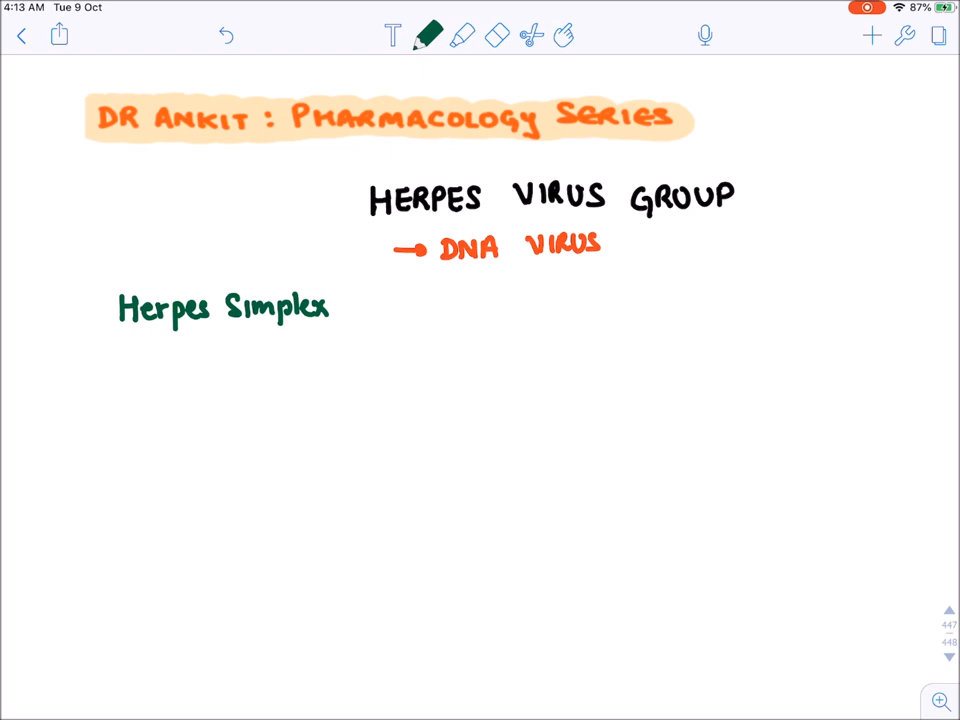 4:13 AM Tue 9 Oct 87%
T
DR ANKIT : PHARMACOLOGY SERIES
HERPES VIRUS GROUP
→ DNA VIRUS
Herpes Simplex
447
448